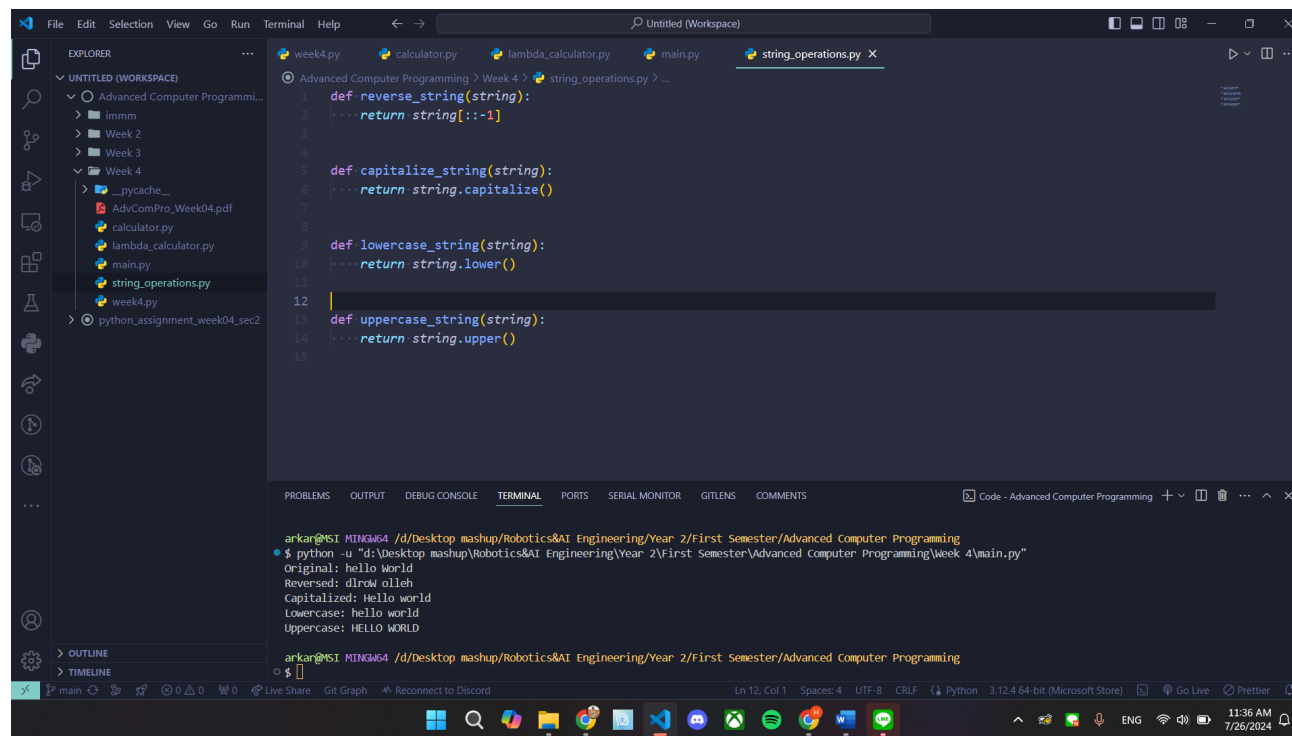 File Edit Selection View Go Run Terminal Help Untitled (Workspace)
EXPLORER
week4.py calculator.py lambda_calculator.py main.py string_operations.py
UNTITLED (WORKSPACE)
Advanced Computer Programming > Week 4 > string_operations.py > ...
Advanced Computer Programmi...
immm
Week 2
Week 3
Week 4
__pycache__
AdvComPro_Week04.pdf
calculator.py
lambda_calculator.py
main.py
string_operations.py
week4.py
python_assignment_week04_sec2
1 def reverse_string(string):
2 ····return string[::-1]
3
4
5 def capitalize_string(string):
6 ····return string.capitalize()
7
8
9 def lowercase_string(string):
10 ····return string.lower()
11
12
13 def uppercase_string(string):
14 ····return string.upper()
15
PROBLEMS OUTPUT DEBUG CONSOLE TERMINAL PORTS SERIAL MONITOR GITLENS COMMENTS Code - Advanced Computer Programming
arkar@MSI MINGW64 /d/Desktop mashup/Robotics&AI Engineering/Year 2/First Semester/Advanced Computer Programming
$ python -u "d:\Desktop mashup\Robotics&AI Engineering\Year 2\First Semester\Advanced Computer Programming\Week 4\main.py"
Original: hello World
Reversed: dlroW olleh
Capitalized: Hello world
Lowercase: hello world
Uppercase: HELLO WORLD
arkar@MSI MINGW64 /d/Desktop mashup/Robotics&AI Engineering/Year 2/First Semester/Advanced Computer Programming
$
OUTLINE
TIMELINE
main 0 0 0 Live Share Git Graph Reconnect to Discord Ln 12, Col 1 Spaces: 4 UTF-8 CRLF Python 3.12.4 64-bit (Microsoft Store) Go Live Prettier
ENG 11:36 AM
7/26/2024